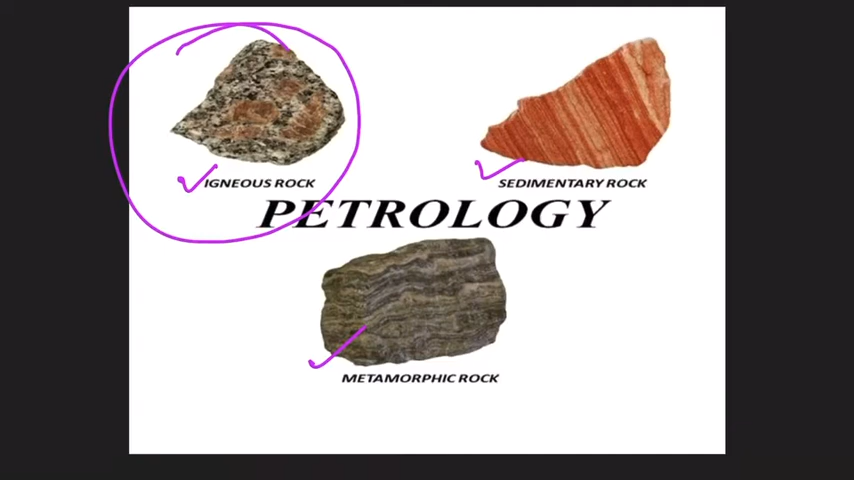 IGNEOUS ROCK
SEDIMENTARY ROCK
PETROLOGY
METAMORPHIC ROCK